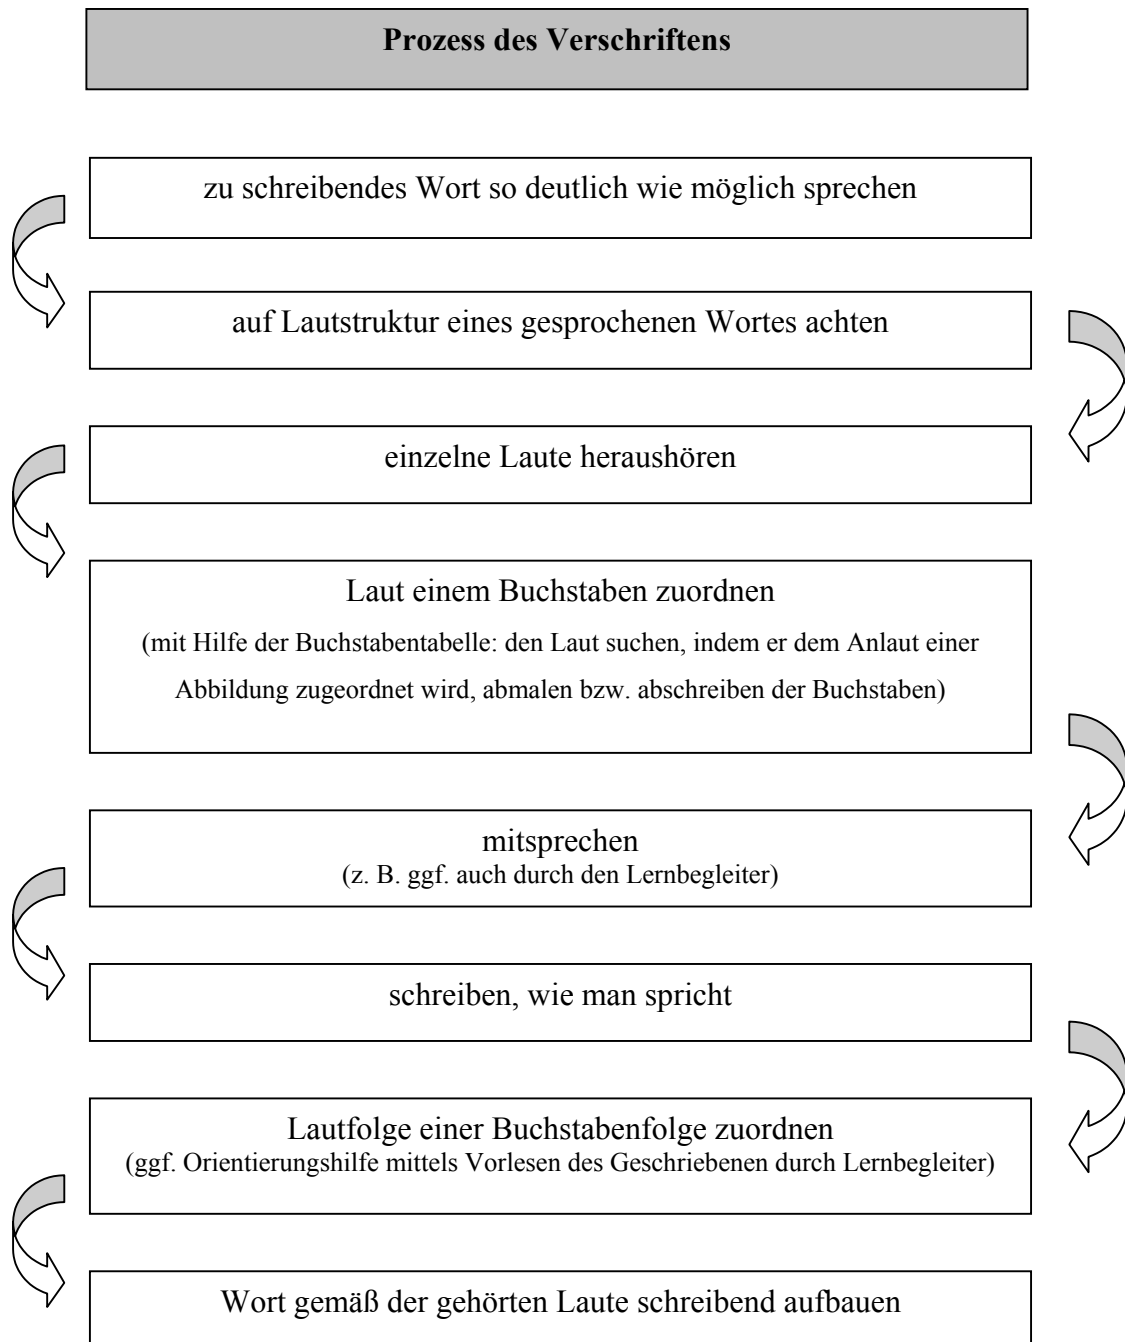 Prozess des Verschriftens
zu schreibendes Wort so deutlich wie möglich sprechen
auf Lautstruktur eines gesprochenen Wortes achten
einzelne Laute heraushören
Laut einem Buchstaben zuordnen
(mit Hilfe der Buchstabentabelle: den Laut suchen, indem er dem Anlaut einer
Abbildung zugeordnet wird, abmalen bzw. abschreiben der Buchstaben)
mitsprechen
(z. B. ggf. auch durch den Lernbegleiter)
schreiben, wie man spricht
Lautfolge einer Buchstabenfolge zuordnen
(ggf. Orientierungshilfe mittels Vorlesen des Geschriebenen durch Lernbegleiter)
Wort gemäß der gehörten Laute schreibend aufbauen